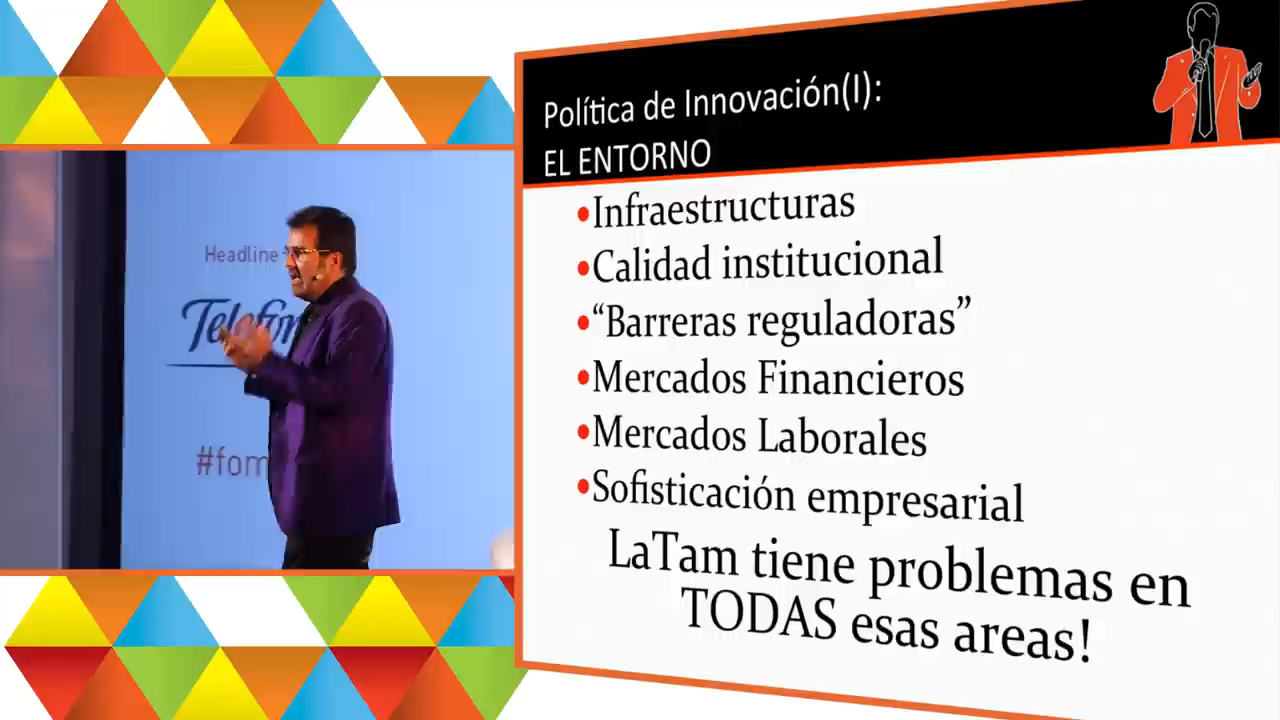 Headline
Telefón
#fom
Política de Innovación(I):
EL ENTORNO
•Infraestructuras
•Calidad institucional
•“Barreras reguladoras”
•Mercados Financieros
•Mercados Laborales
•Sofisticación empresarial
LaTam tiene problemas en
TODAS esas areas!